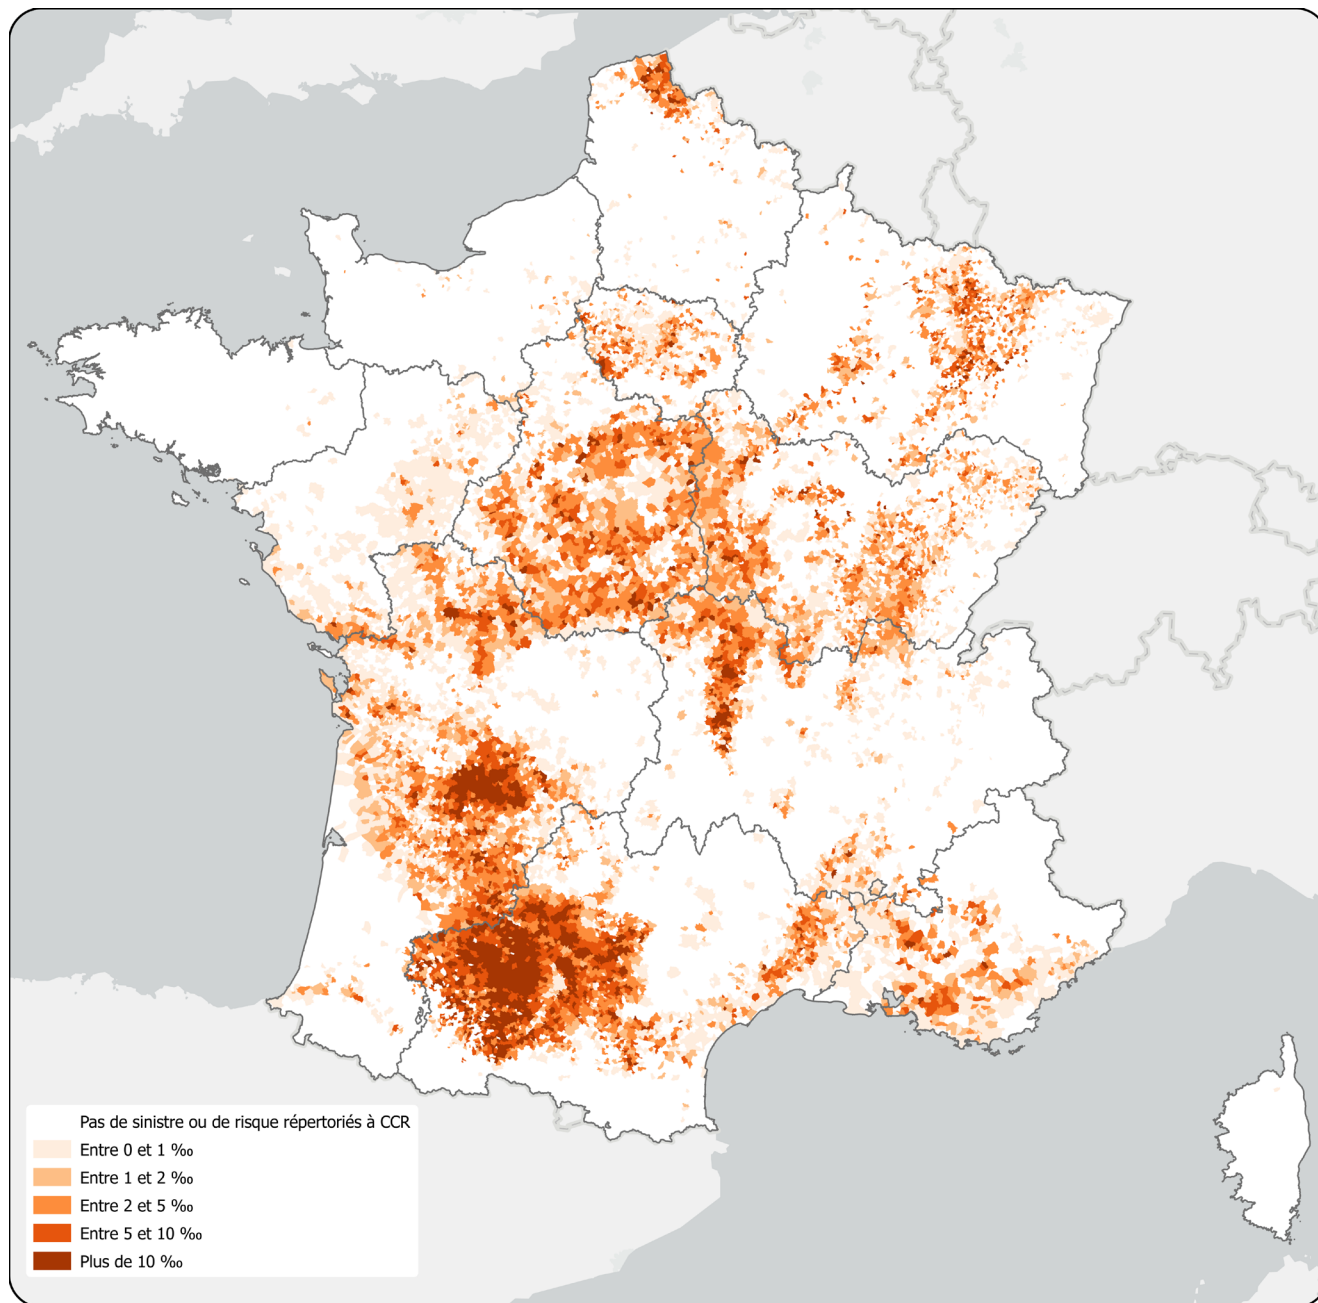 Pas de sinistre ou de risque répertoriés à CCR
Entre 0 et 1 ‰
Entre 1 et 2 ‰
Entre 2 et 5 ‰
Entre 5 et 10 ‰
Plus de 10 ‰